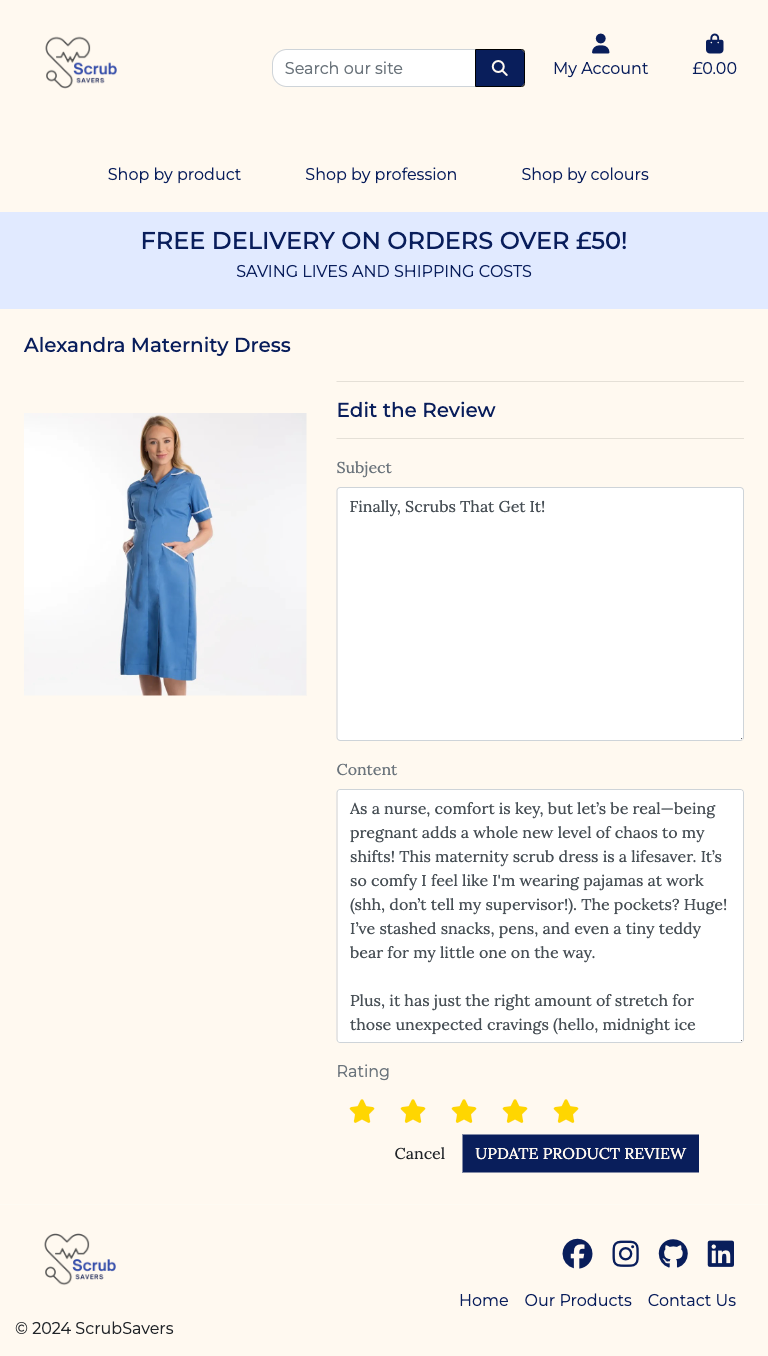 Scrub
SAVERS
Search our site
My Account
£0.00
Shop by product
Shop by profession
Shop by colours
FREE DELIVERY ON ORDERS OVER £50!
SAVING LIVES AND SHIPPING COSTS
Alexandra Maternity Dress
Edit the Review
Subject
Finally, Scrubs That Get It!
Content
As a nurse, comfort is key, but let’s be real—being
pregnant adds a whole new level of chaos to my
shifts! This maternity scrub dress is a lifesaver. It’s
so comfy I feel like I'm wearing pajamas at work
(shh, don’t tell my supervisor!). The pockets? Huge!
I’ve stashed snacks, pens, and even a tiny teddy
bear for my little one on the way.
Plus, it has just the right amount of stretch for
those unexpected cravings (hello, midnight ice
Rating
Cancel
UPDATE PRODUCT REVIEW
Scrub
SAVERS
Home
Our Products
Contact Us
© 2024 ScrubSavers